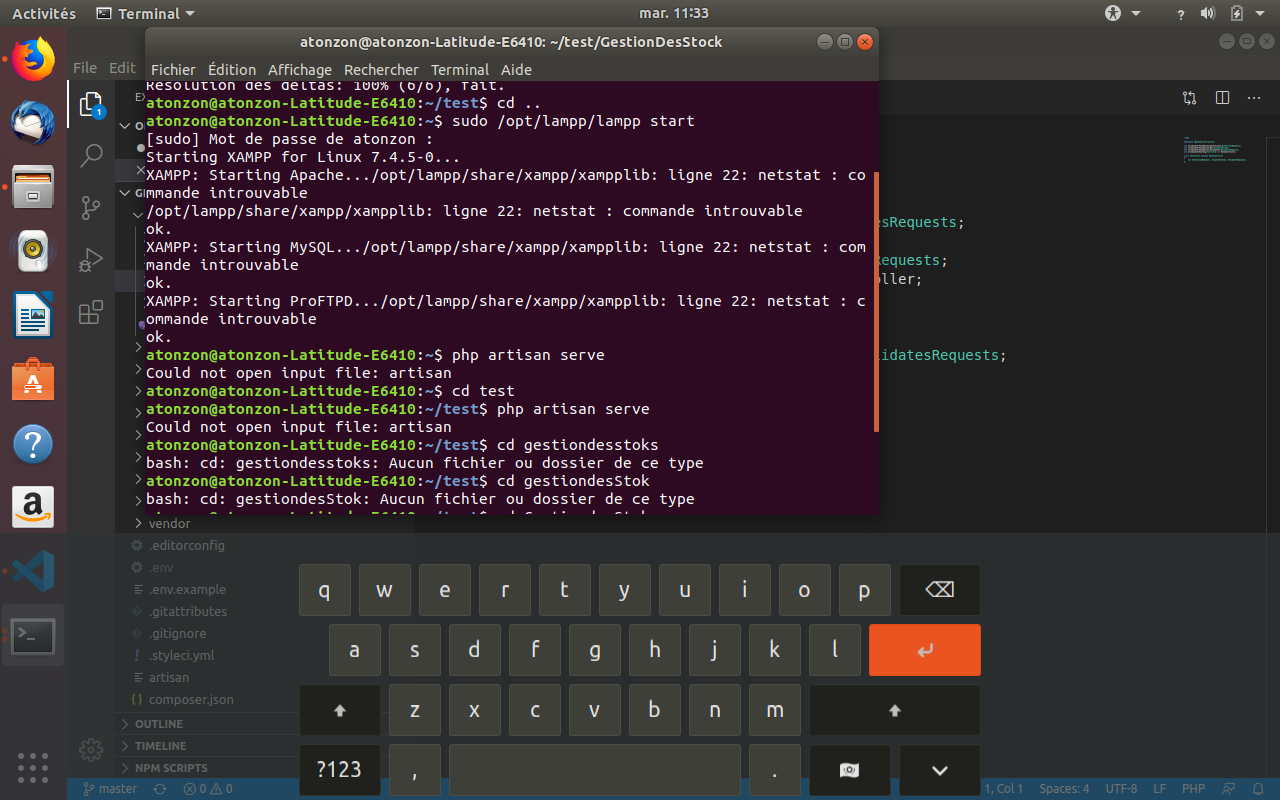 Activités
Terminal
mar. 11:33
?
atonzon@atonzon-Latitude-E6410: ~/test/GestionDesStock
File Edit
Fichier Édition Affichage Rechercher Terminal Aide
Résolution des deltas: 100% (6/6), fait.
atonzon@atonzon-Latitude-E6410:~/test$ cd ..
atonzon@atonzon-Latitude-E6410:~$ sudo /opt/lampp/lampp start
[sudo] Mot de passe de atonzon :
Starting XAMPP for Linux 7.4.5-0...
XAMPP: Starting Apache.../opt/lampp/share/xampp/xampplib: ligne 22: netstat : co
mmande introuvable
/opt/lampp/share/xampp/xampplib: ligne 22: netstat : commande introuvable
ok.
XAMPP: Starting MySQL.../opt/lampp/share/xampp/xampplib: ligne 22: netstat : com
mande introuvable
ok.
XAMPP: Starting ProFTPD.../opt/lampp/share/xampp/xampplib: ligne 22: netstat : c
ommande introuvable
ok.
atonzon@atonzon-Latitude-E6410:~$ php artisan serve
Could not open input file: artisan
atonzon@atonzon-Latitude-E6410:~$ cd test
atonzon@atonzon-Latitude-E6410:~/test$ php artisan serve
Could not open input file: artisan
atonzon@atonzon-Latitude-E6410:~/test$ cd gestiondesstoks
bash: cd: gestiondesstoks: Aucun fichier ou dossier de ce type
atonzon@atonzon-Latitude-E6410:~/test$ cd gestiondesStok
bash: cd: gestiondesStok: Aucun fichier ou dossier de ce type
EX
O
G
1
esRequests;
Requests;
oller;
idatesRequests;
vendor
.editorconfig
.env
.env.example
.gitattributes
.gitignore
.styleci.yml
artisan
composer.json
OUTLINE
TIMELINE
NPM SCRIPTS
q w e r t y u i o p
a s d f g h j k l
z x c v b n m
?123 , .
master 0 0
1, Col 1 Spaces: 4 UTF-8 LF PHP